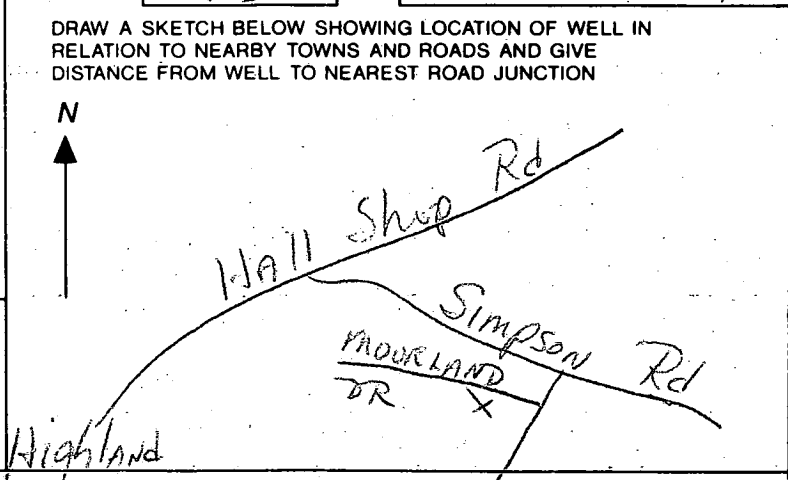 DRAW A SKETCH BELOW SHOWING LOCATION OF WELL IN
RELATION TO NEARBY TOWNS AND ROADS AND GIVE
DISTANCE FROM WELL TO NEAREST ROAD JUNCTION
N
Hall Shop Rd
Simpson Rd
MOORLAND
DR
X
Highland